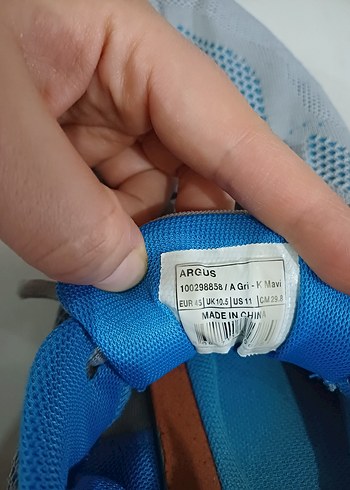 ARGUS
100298858 / A Gri - K Mavi
EUR 45 UK 10.5 US 11 CM 29.8
MADE IN CHINA